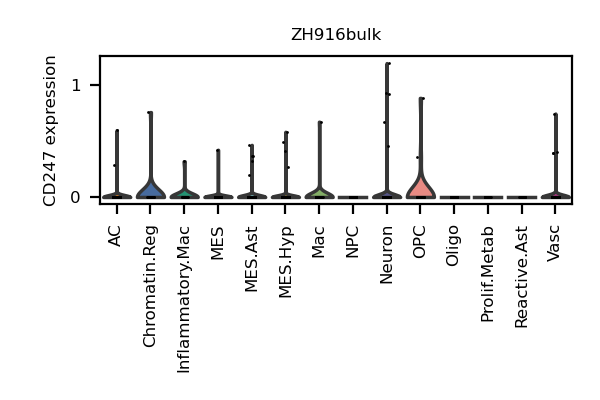 ZH916bulk
CD247 expression
1
0
AC
Chromatin.Reg
Inflammatory.Mac
MES
MES.Ast
MES.Hyp
Mac
NPC
Neuron
OPC
Oligo
Prolif.Metab
Reactive.Ast
Vasc